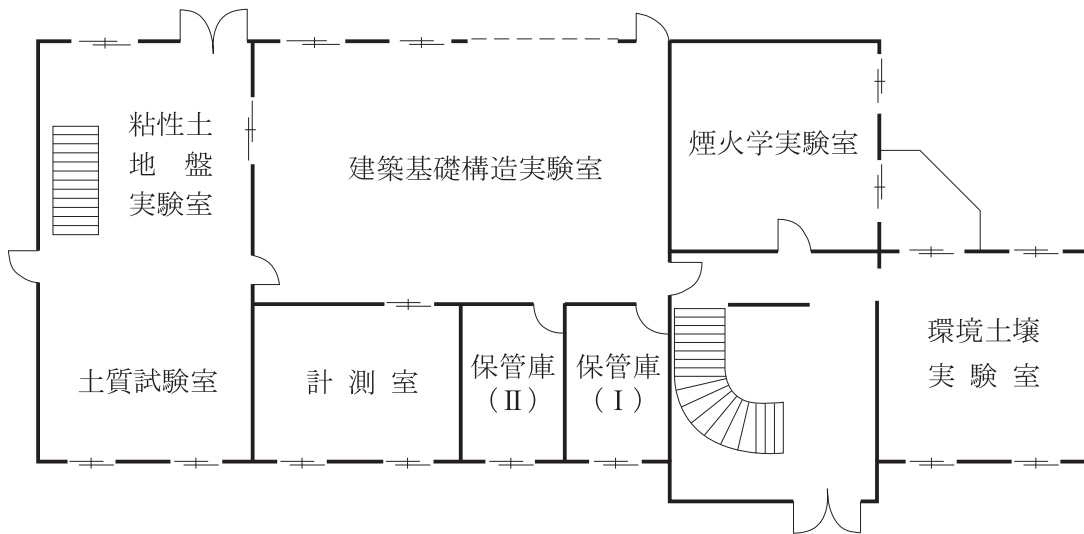 粘性土
地　盤
実験室
建築基礎構造実験室
煙火学実験室
土質試験室
計 測 室
保管庫
(Ⅱ)
保管庫
(Ⅰ)
環境土壌
実 験 室